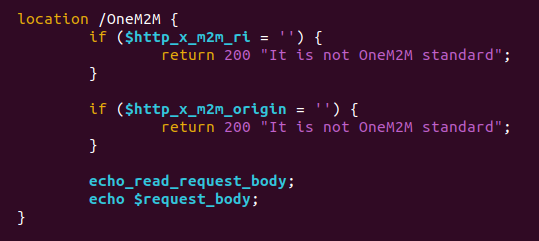 location /OneM2M {
if ($http_x_m2m_ri = '') {
return 200 "It is not OneM2M standard";
}
if ($http_x_m2m_origin = '') {
return 200 "It is not OneM2M standard";
}
echo_read_request_body;
echo $request_body;
}